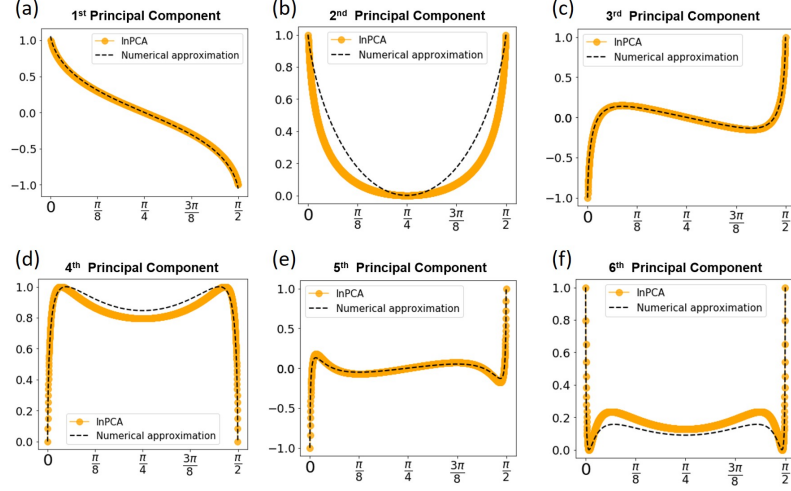 (a)
1st Principal Component
InPCA
Numerical approximation
1.0
0.5
0.0
−0.5
−1.0
0
π/8
π/4
3π/8
π/2
(b)
2nd Principal Component
InPCA
Numerical approximation
1.0
0.8
0.6
0.4
0.2
0.0
0
π/8
π/4
3π/8
π/2
(c)
3rd Principal Component
InPCA
Numerical approximation
1.0
0.5
0.0
−0.5
−1.0
0
π/8
π/4
3π/8
π/2
(d)
4th Principal Component
1.0
0.8
0.6
0.4
0.2
0.0
InPCA
Numerical approximation
0
π/8
π/4
3π/8
π/2
(e)
5th Principal Component
InPCA
Numerical approximation
1.0
0.5
0.0
−0.5
−1.0
0
π/8
π/4
3π/8
π/2
(f)
6th Principal Component
InPCA
Numerical approximation
1.0
0.8
0.6
0.4
0.2
0.0
0
π/8
π/4
3π/8
π/2